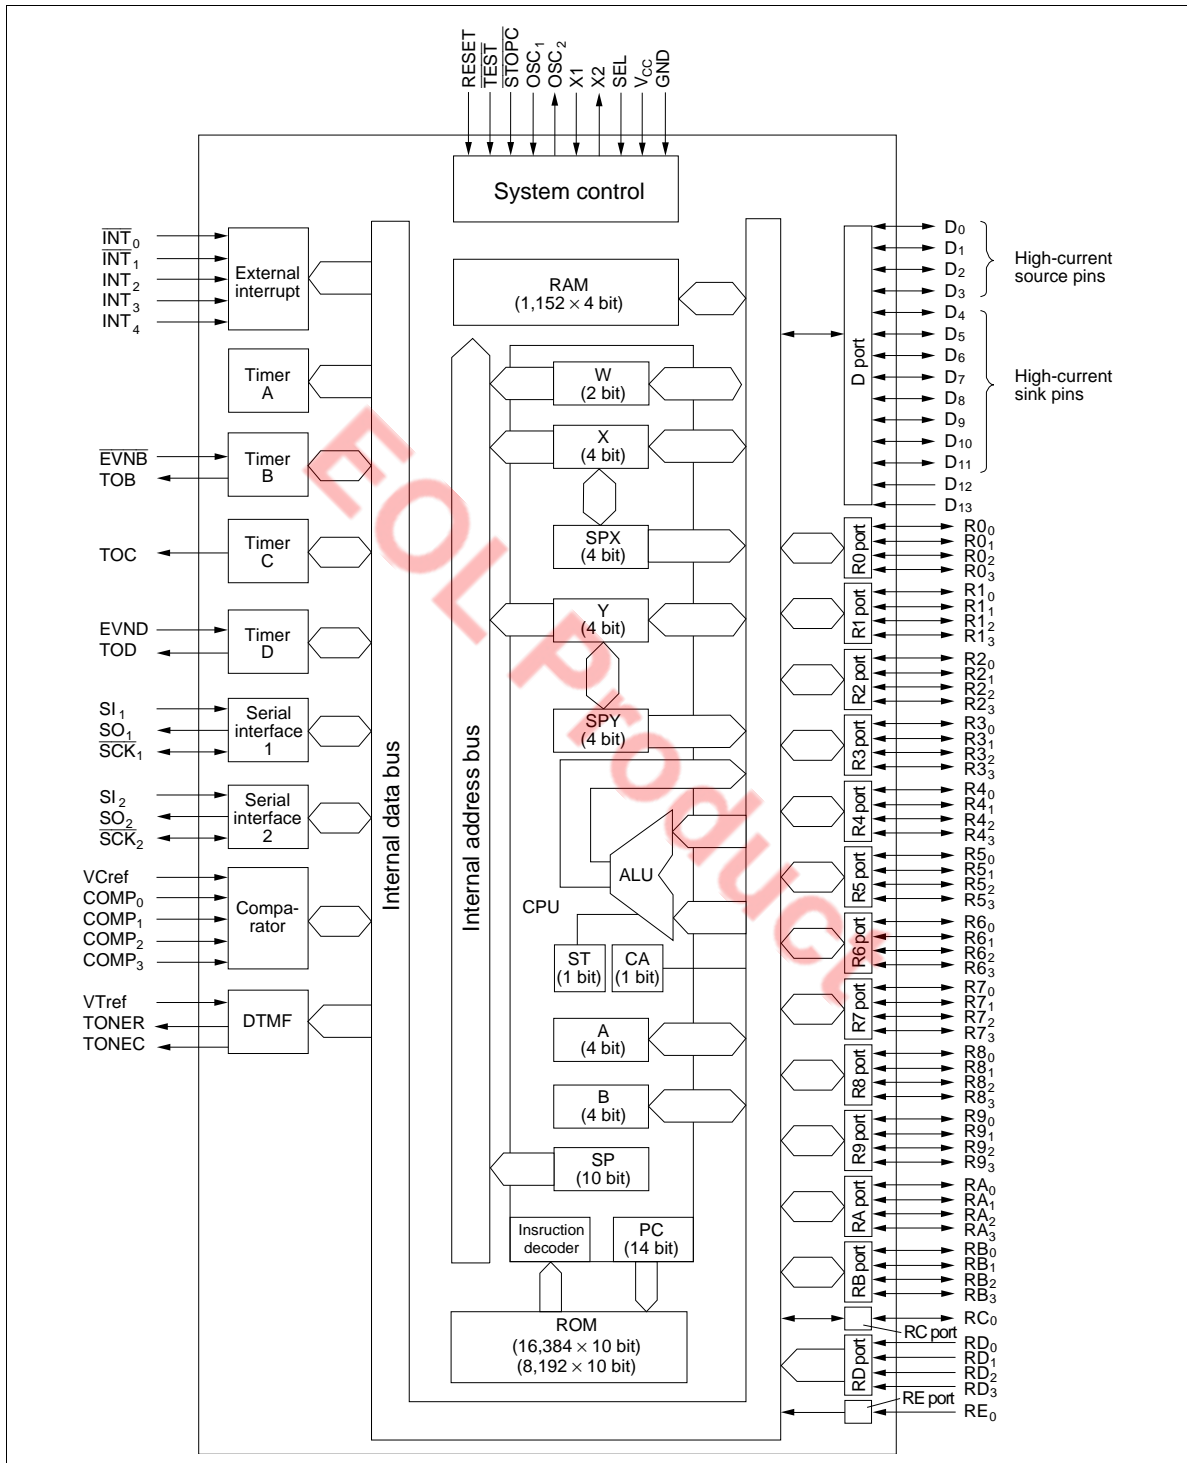 RESET
TEST
STOPC
OSC1
OSC2
X1
X2
SEL
VCC
GND
System control
INT0
INT1
INT2
INT3
INT4
External
interrupt
Timer
A
EVNB
TOB
Timer
B
TOC
Timer
C
EVND
TOD
Timer
D
SI1
SO1
SCK1
Serial
interface
1
SI2
SO2
SCK2
Serial
interface
2
VCref
COMP0
COMP1
COMP2
COMP3
Compa-
rator
VTref
TONER
TONEC
DTMF
Internal data bus
Internal address bus
RAM
(1,152 × 4 bit)
W
(2 bit)
X
(4 bit)
SPX
(4 bit)
Y
(4 bit)
SPY
(4 bit)
ALU
CPU
ST
(1 bit)
CA
(1 bit)
A
(4 bit)
B
(4 bit)
SP
(10 bit)
Insruction
decoder
PC
(14 bit)
ROM
(16,384 × 10 bit)
(8,192 × 10 bit)
D port
D0
D1
D2
D3
D4
D5
D6
D7
D8
D9
D10
D11
D12
D13
High-current
source pins
High-current
sink pins
R0 port
R00
R01
R02
R03
R1 port
R10
R11
R12
R13
R2 port
R20
R21
R22
R23
R3 port
R30
R31
R32
R33
R4 port
R40
R41
R42
R43
R5 port
R50
R51
R52
R53
R6 port
R60
R61
R62
R63
R7 port
R70
R71
R72
R73
R8 port
R80
R81
R82
R83
R9 port
R90
R91
R92
R93
RA port
RA0
RA1
RA2
RA3
RB port
RB0
RB1
RB2
RB3
RC0
RC port
RD port
RD0
RD1
RD2
RD3
RE port
RE0
EOL Product